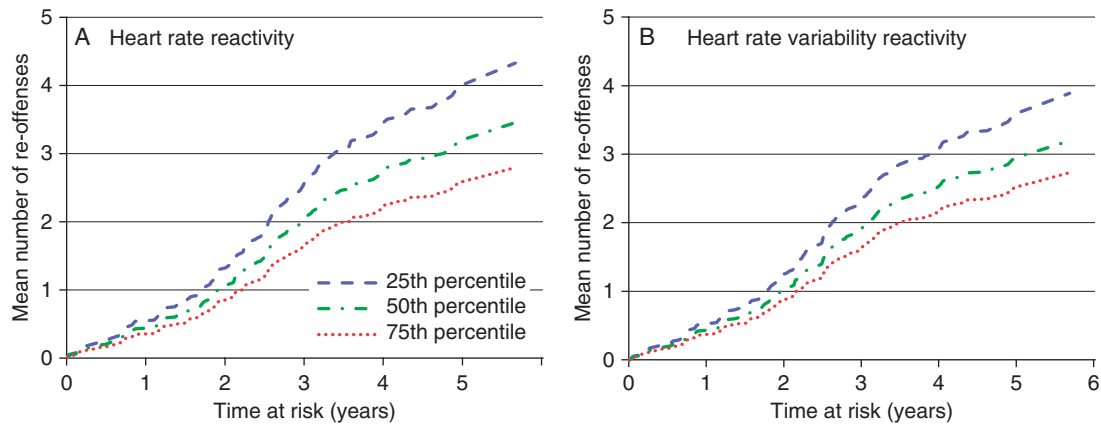 A Heart rate reactivity
Mean number of re-offenses
5
4
3
2
1
0
25th percentile
50th percentile
75th percentile
0 1 2 3 4 5
Time at risk (years)
B Heart rate variability reactivity
Mean number of re-offenses
5
4
3
2
1
0
0 1 2 3 4 5 6
Time at risk (years)